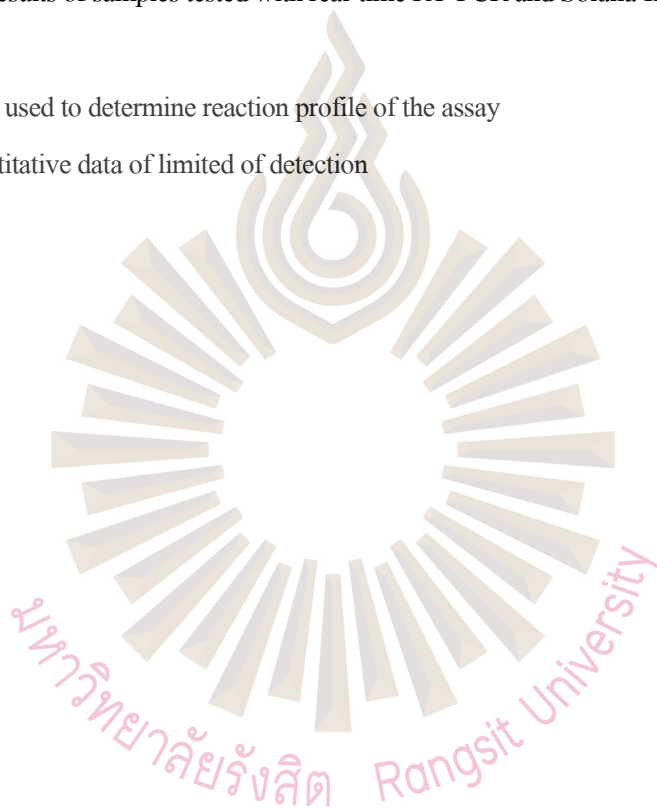 used to determine reaction profile of the assay
titative data of limited of detection
มหาวิทยาลัยรังสิต Rangsit University